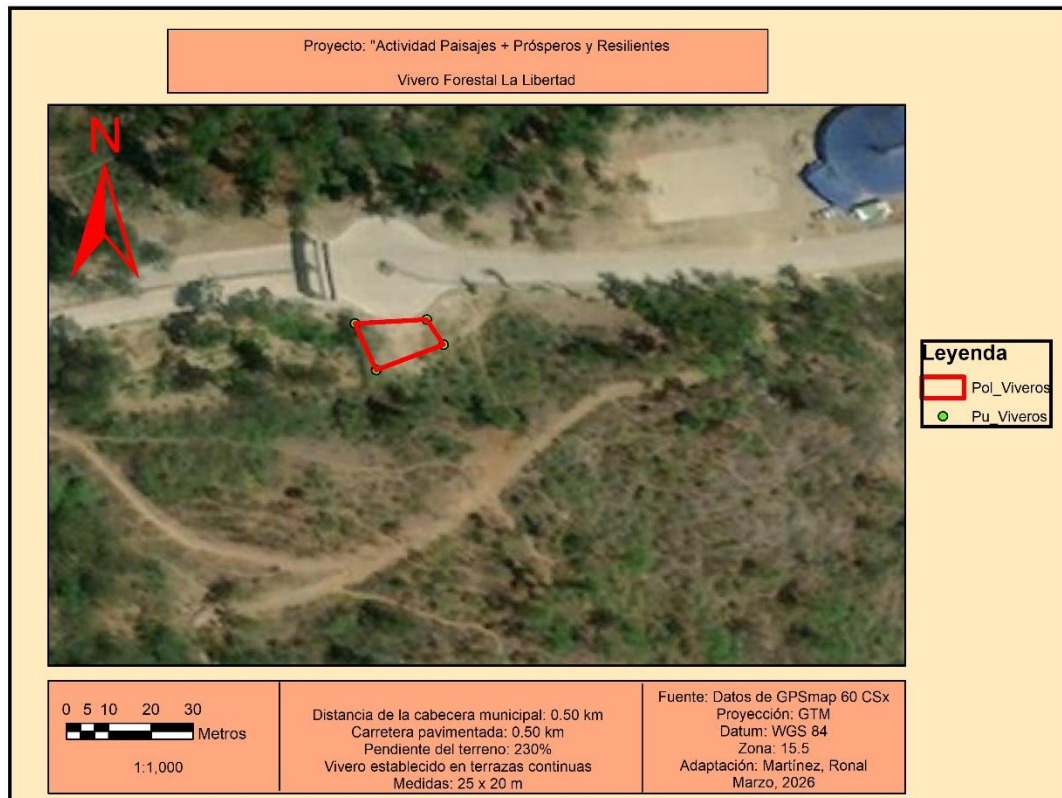 Proyecto: "Actividad Paisajes + Prósperos y Resilientes
Vivero Forestal La Libertad
N
Leyenda
Pol_Viveros
Pu_Viveros
0 5 10 20 30
Metros
1:1,000
Distancia de la cabecera municipal: 0.50 km
Carretera pavimentada: 0.50 km
Pendiente del terreno: 230%
Vivero establecido en terrazas continuas
Medidas: 25 x 20 m
Fuente: Datos de GPSmap 60 CSx
Proyección: GTM
Datum: WGS 84
Zona: 15.5
Adaptación: Martínez, Ronal
Marzo, 2026